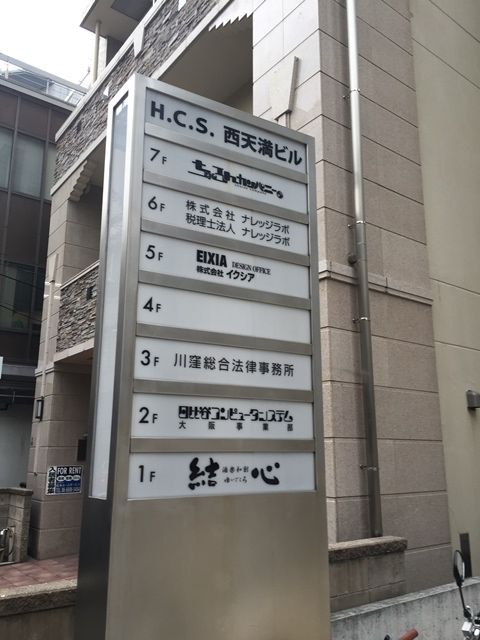 H.C.S. 西天満ビル
7F
6F 株式会社 ナレッジラボ
税理士法人 ナレッジラボ
5F EIXIA DESIGN OFFICE
株式会社 イクシア
4F
3F 川窪総合法律事務所
2F 日比谷コンピュータシステム
大阪事業部
1F 結心
FOR RENT